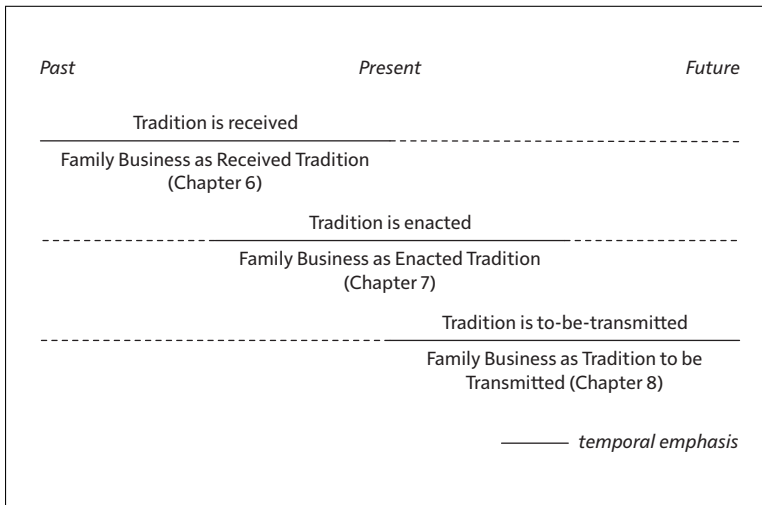 Past Present Future
Tradition is received
Family Business as Received Tradition
(Chapter 6)
Tradition is enacted
Family Business as Enacted Tradition
(Chapter 7)
Tradition is to-be-transmitted
Family Business as Tradition to be
Transmitted (Chapter 8)
temporal emphasis